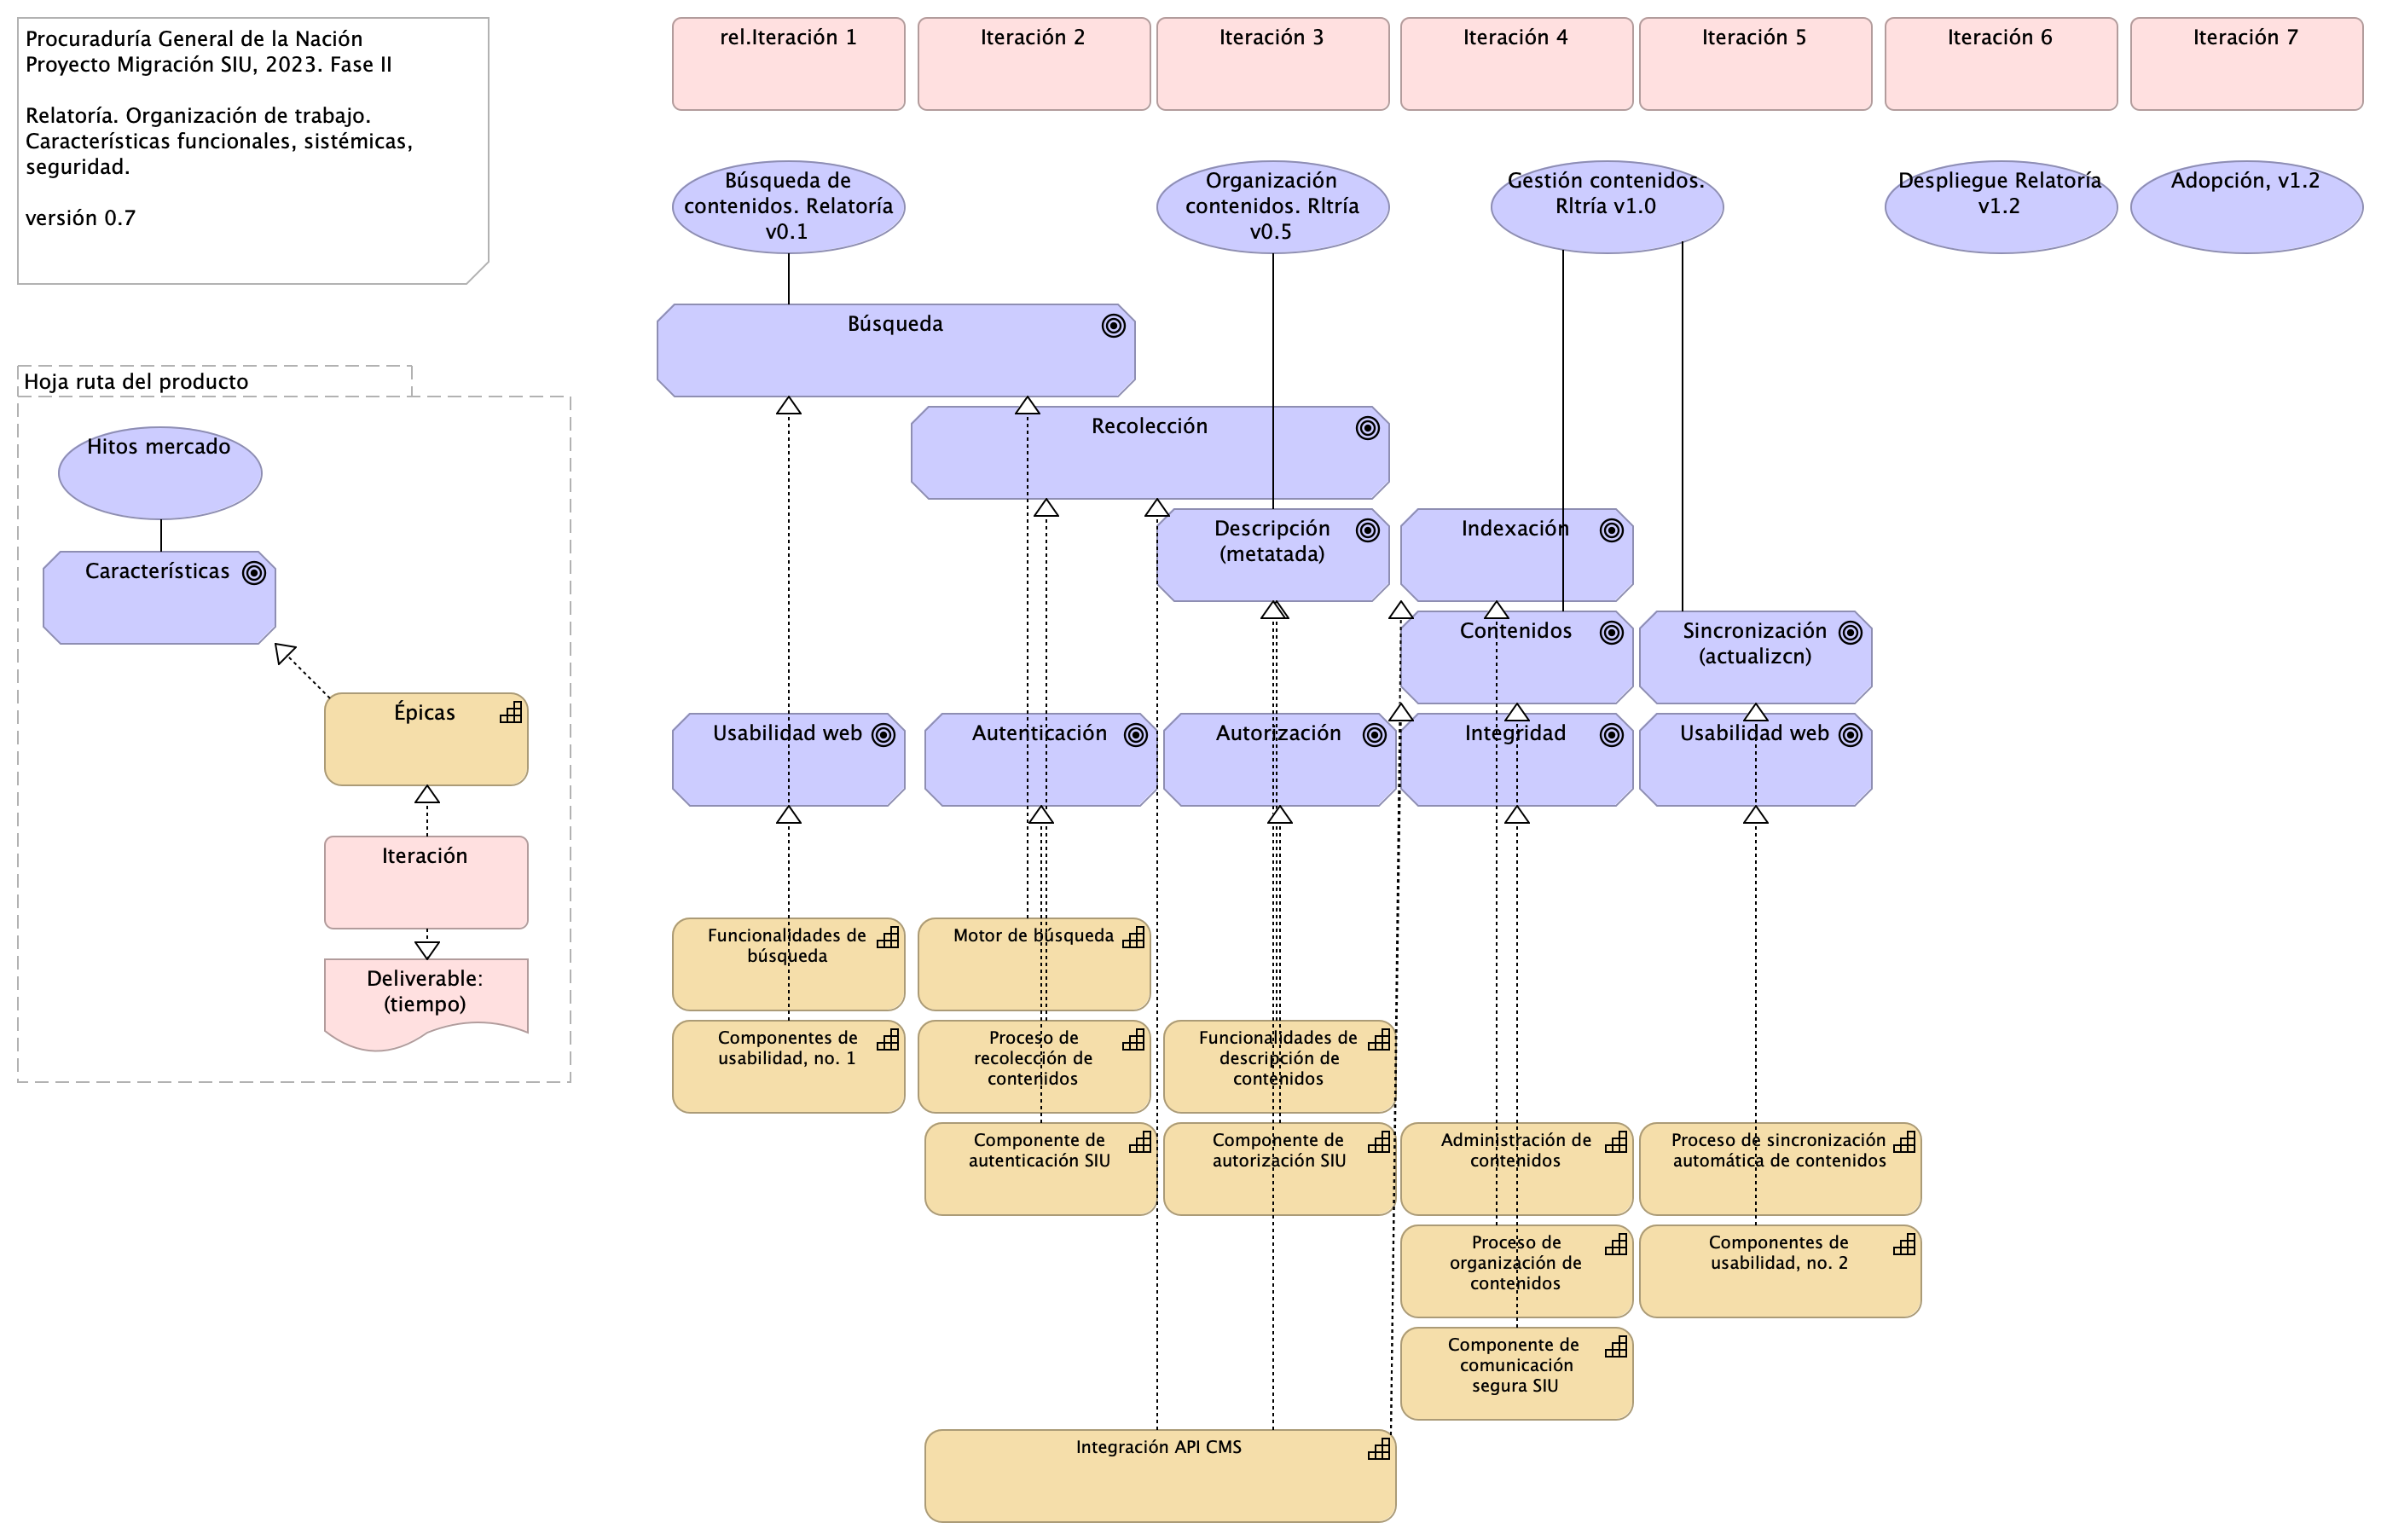 Procuraduría General de la Nación
Proyecto Migración SIU, 2023. Fase II
Relatoría. Organización de trabajo.
Características funcionales, sistémicas,
seguridad.
versión 0.7
rel.Iteración 1
Iteración 2
Iteración 3
Iteración 4
Iteración 5
Iteración 6
Iteración 7
Búsqueda de
contenidos. Relatoría
v0.1
Organización
contenidos. Rltría
v0.5
Gestión contenidos.
Rltría v1.0
Despliegue Relatoría
v1.2
Adopción, v1.2
Búsqueda
Hoja ruta del producto
Hitos mercado
Características
Épicas
Iteración
Deliverable:
(tiempo)
Recolección
Descripción
(metatada)
Indexación
Contenidos
Sincronización
(actualizcn)
Usabilidad web
Autenticación
Autorización
Integridad
Usabilidad web
Funcionalidades de
búsqueda
Motor de búsqueda
Componentes de
usabilidad, no. 1
Proceso de
recolección de
contenidos
Funcionalidades de
descripción de
contenidos
Componente de
autenticación SIU
Componente de
autorización SIU
Administración de
contenidos
Proceso de sincronización
automática de contenidos
Proceso de
organización de
contenidos
Componentes de
usabilidad, no. 2
Componente de
comunicación
segura SIU
Integración API CMS